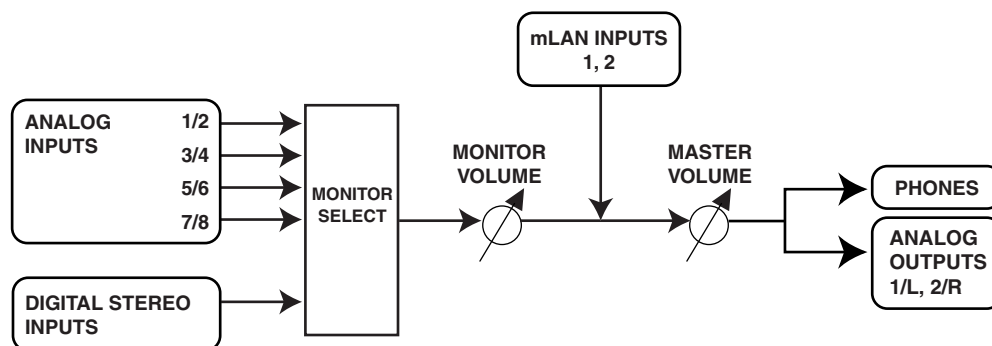 mLAN INPUTS
1, 2
ANALOG
INPUTS
1/2
3/4
5/6
7/8
DIGITAL STEREO
INPUTS
MONITOR
SELECT
MONITOR
VOLUME
MASTER
VOLUME
PHONES
ANALOG
OUTPUTS
1/L, 2/R